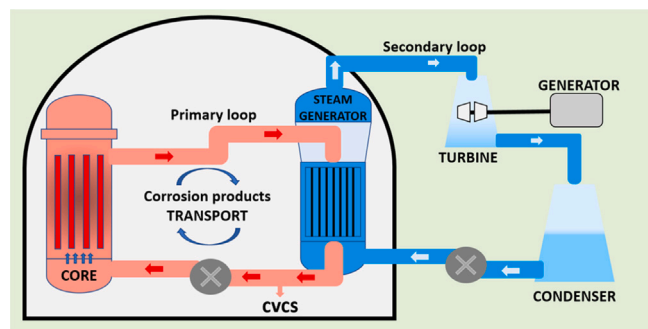 Secondary loop
GENERATOR
STEAM
GENERATOR
Primary loop
TURBINE
Corrosion products
TRANSPORT
CORE
CVCS
CONDENSER